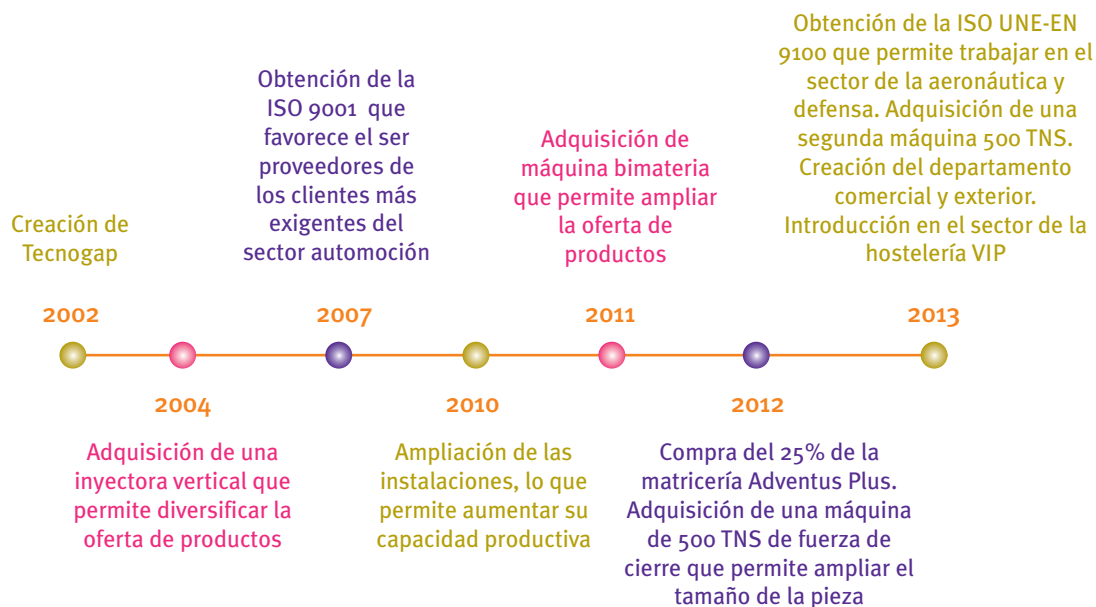 Creación de
Tecnogap
2002
2004
Adquisición de una
inyectora vertical que
permite diversificar la
oferta de productos
Obtención de la
ISO 9001 que
favorece el ser
proveedores de
los clientes más
exigentes del
sector automoción
2007
2010
Ampliación de las
instalaciones, lo que
permite aumentar su
capacidad productiva
Adquisición de
máquina bimateria
que permite ampliar
la oferta de
productos
2011
2012
Compra del 25% de la
matricería Adventus Plus.
Adquisición de una máquina
de 500 TNS de fuerza de
cierre que permite ampliar el
tamaño de la pieza
Obtención de la ISO UNE-EN
9100 que permite trabajar en el
sector de la aeronáutica y
defensa. Adquisición de una
segunda máquina 500 TNS.
Creación del departamento
comercial y exterior.
Introducción en el sector de la
hostelería VIP
2013